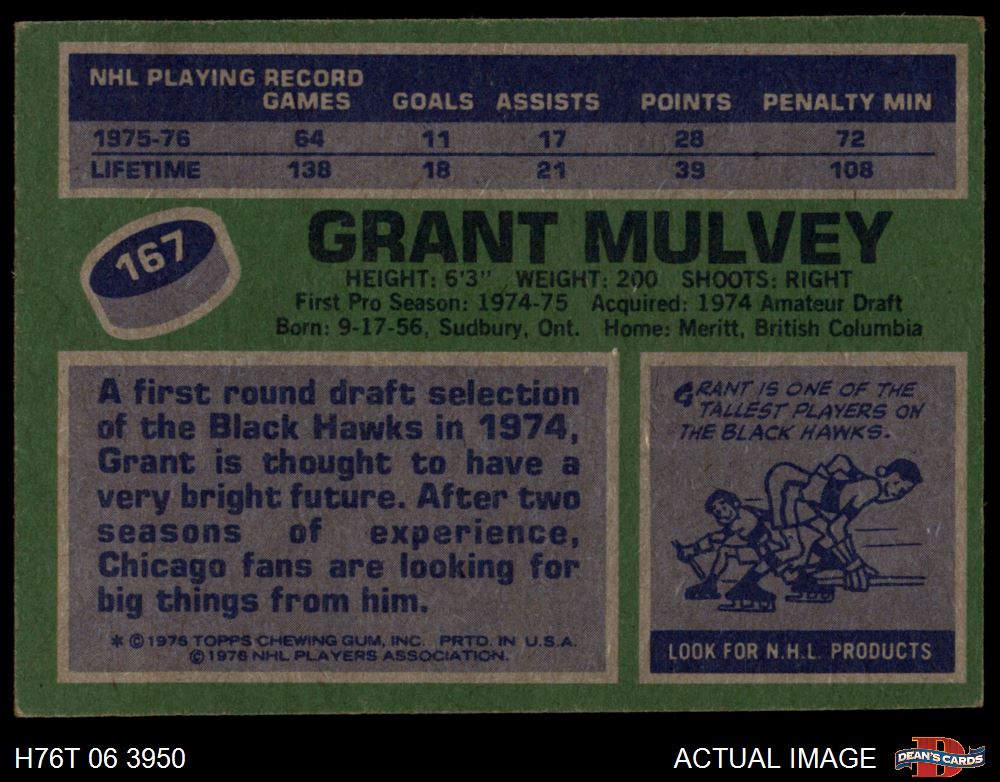 NHL PLAYING RECORD
GAMES GOALS ASSISTS POINTS PENALTY MIN
1975-76 64 11 17 28 72
LIFETIME 138 18 21 39 108
167
GRANT MULVEY
HEIGHT: 6'3" WEIGHT: 200 SHOOTS: RIGHT
First Pro Season: 1974-75 Acquired: 1974 Amateur Draft
Born: 9-17-56, Sudbury, Ont. Home: Meritt, British Columbia
A first round draft selection
of the Black Hawks in 1974,
Grant is thought to have a
very bright future. After two
seasons of experience,
Chicago fans are looking for
big things from him.
* ©1976 TOPPS CHEWING GUM, INC. PRTD. IN U.S.A.
©1976 NHL PLAYERS ASSOCIATION.
GRANT IS ONE OF THE
TALLEST PLAYERS ON
THE BLACK HAWKS.
LOOK FOR N.H.L. PRODUCTS
H76T 06 3950 ACTUAL IMAGE
D
DEAN'S CARDS